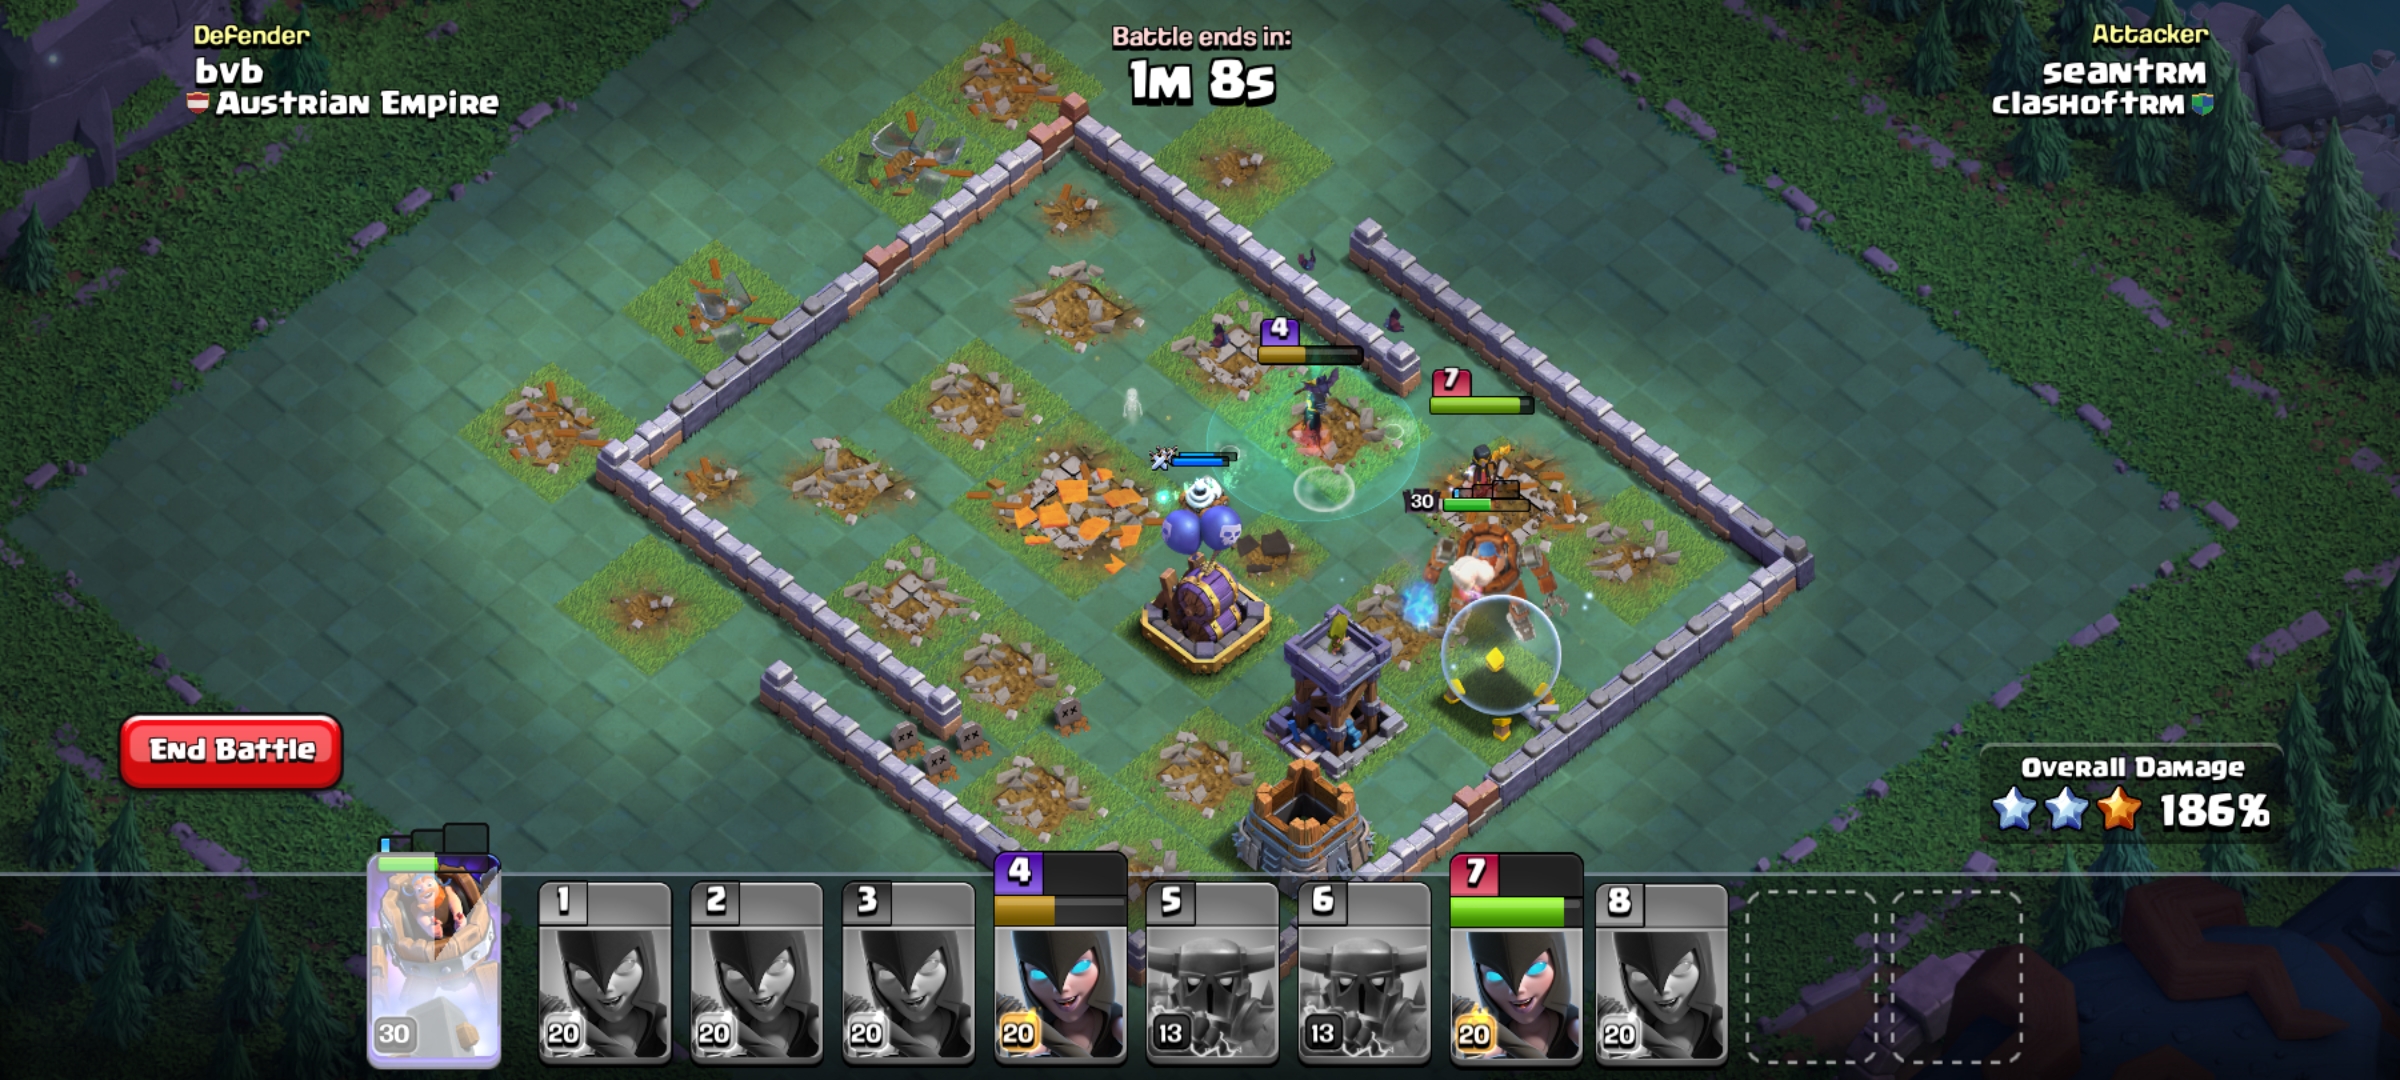 Defender
bvb
Austrian Empire
Battle ends in:
1M 8s
Attacker
seantrm
clashoftrm
4
7
30
End Battle
Overall Damage
186%
30
1
20
2
20
3
20
4
20
5
13
6
13
7
20
8
20